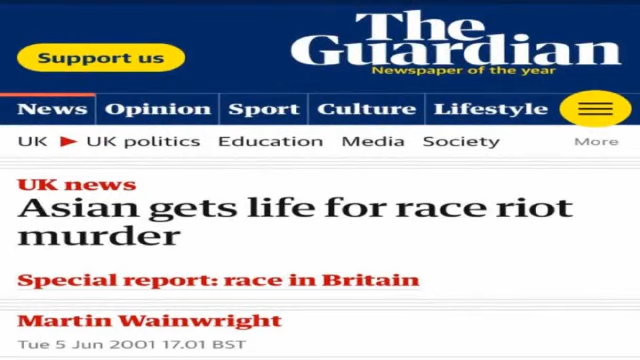 Support us
The
Guardian
Newspaper of the year
News Opinion Sport Culture Lifestyle
UK UK politics Education Media Society More
UK news
Asian gets life for race riot
murder
Special report: race in Britain
Martin Wainwright
Tue 5 Jun 2001 17.01 BST